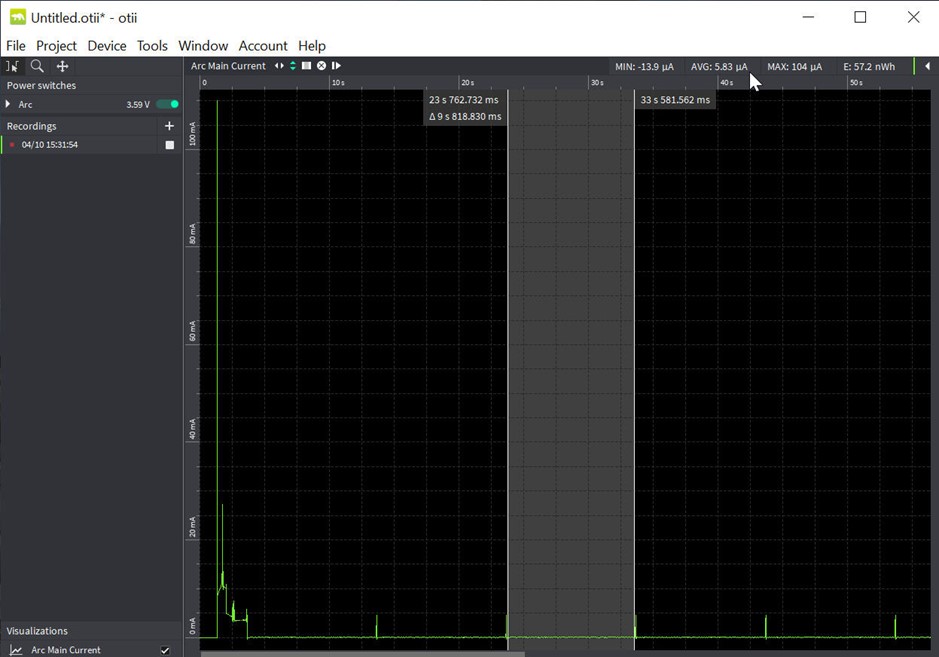 Untitled.otii* - otii
File Project Device Tools Window Account Help
Arc Main Current
MIN: -13.9 µA AVG: 5.83 µA MAX: 104 µA E: 57.2 nWh
Power switches
Arc 3.59 V
Recordings +
04/10 15:31:54
0 10 s 20 s 30 s 40 s 50 s
23 s 762.732 ms 33 s 581.562 ms
Δ 9 s 818.830 ms
100 mA
80 mA
60 mA
40 mA
20 mA
0 mA
Visualizations
Arc Main Current